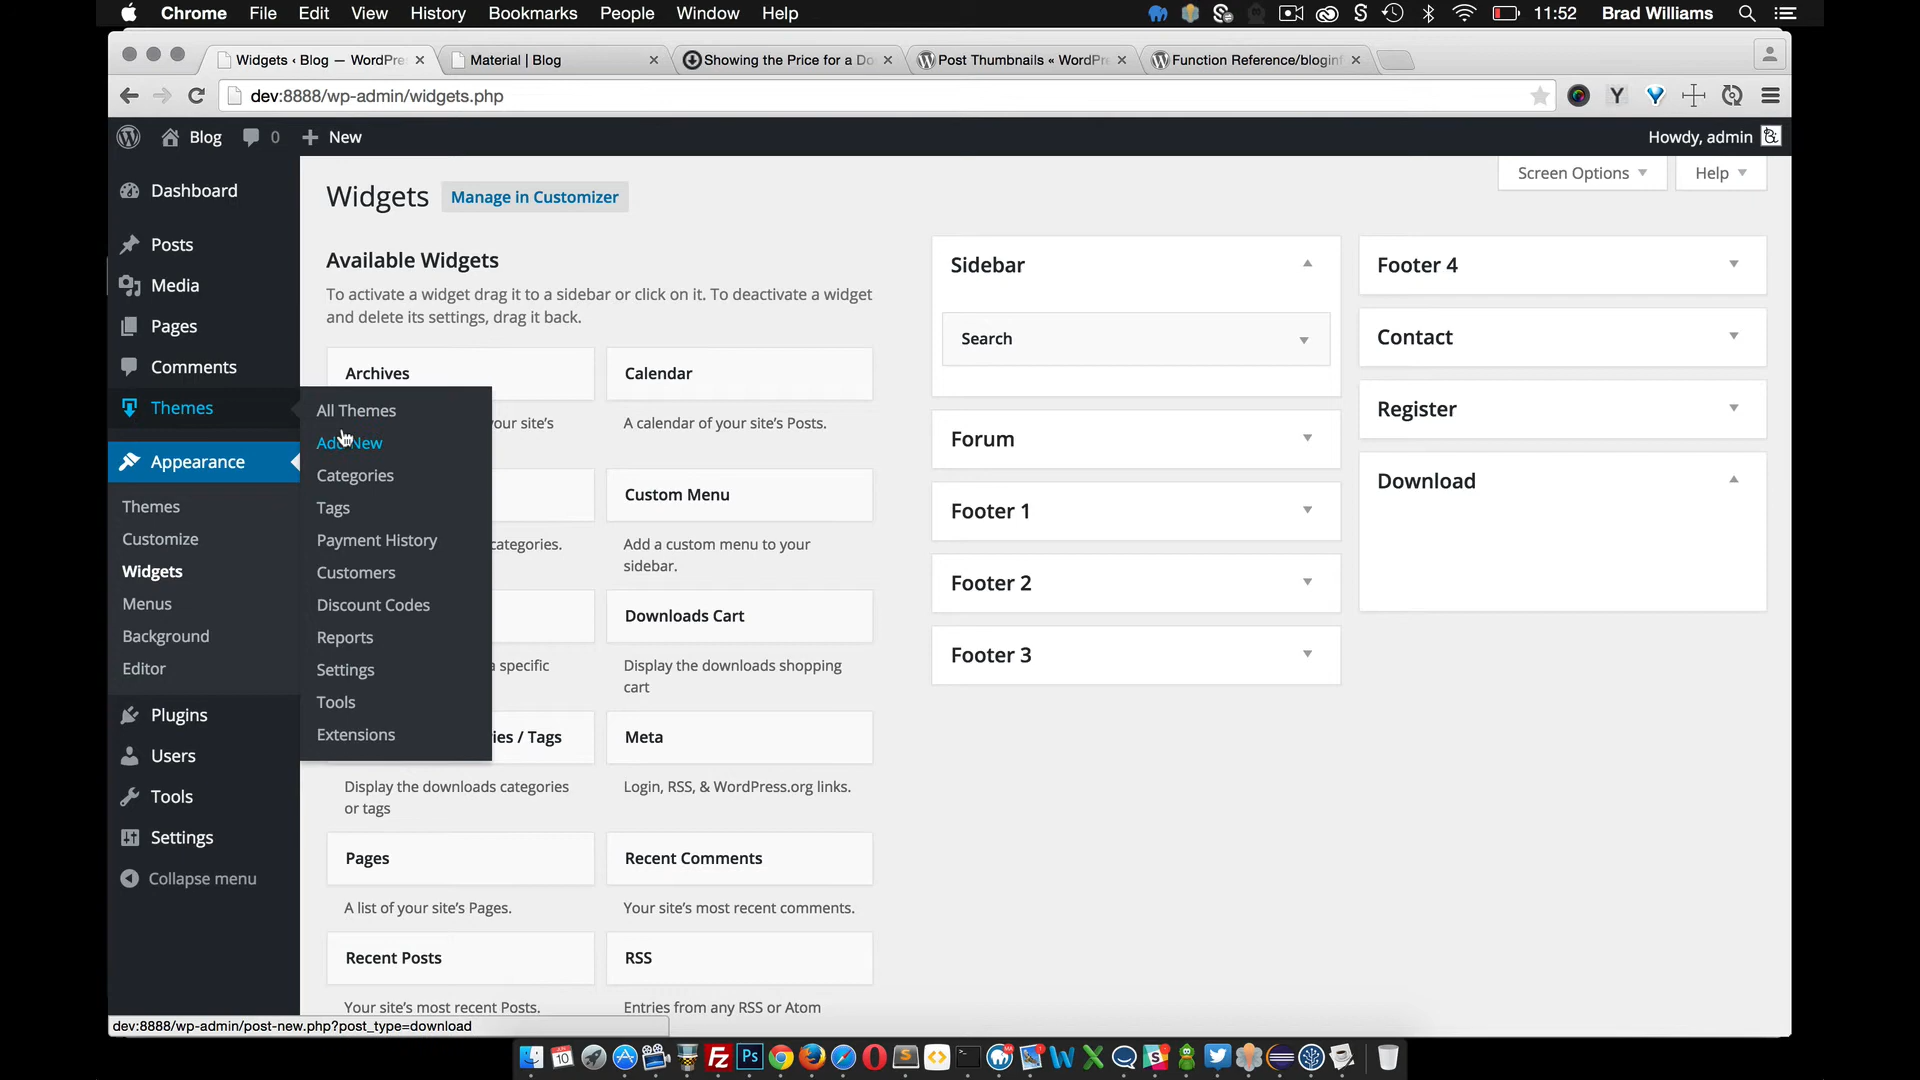 Chrome File Edit View History Bookmarks People Window Help 11:52 Brad Williams
Widgets ‹ Blog — WordPre
Material | Blog
Showing the Price for a Do
Post Thumbnails « WordPr
Function Reference/bloginf
dev:8888/wp-admin/widgets.php
Blog 0 New Howdy, admin
Screen Options Help
Dashboard
Posts
Media
Pages
Comments
Themes
Appearance
Themes
Customize
Widgets
Menus
Background
Editor
Plugins
Users
Tools
Settings
Collapse menu
All Themes
Add New
Categories
Tags
Payment History
Customers
Discount Codes
Reports
Settings
Tools
Extensions
Widgets Manage in Customizer
Available Widgets
To activate a widget drag it to a sidebar or click on it. To deactivate a widget
and delete its settings, drag it back.
Archives
our site's
Calendar
A calendar of your site's Posts.
categories.
Custom Menu
Add a custom menu to your
sidebar.
a specific
Downloads Cart
Display the downloads shopping
cart
ies / Tags
Display the downloads categories
or tags
Meta
Login, RSS, & WordPress.org links.
Pages
A list of your site's Pages.
Recent Comments
Your site's most recent comments.
Recent Posts
Your site's most recent Posts.
RSS
Entries from any RSS or Atom
Sidebar
Search
Forum
Footer 1
Footer 2
Footer 3
Footer 4
Contact
Register
Download
dev:8888/wp-admin/post-new.php?post_type=download